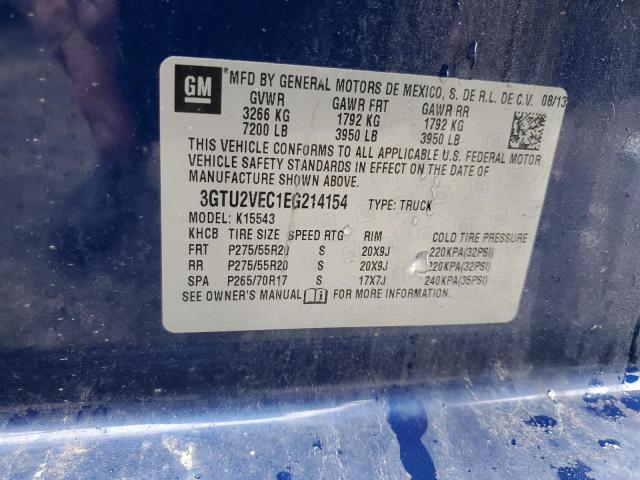 GM
MFD BY GENERAL MOTORS DE MEXICO, S. DE R.L. DE C.V. 08/13
GVWR GAWR FRT GAWR RR
3266 KG 1792 KG 1792 KG
7200 LB 3950 LB 3950 LB
THIS VEHICLE CONFORMS TO ALL APPLICABLE U.S. FEDERAL MOTOR
VEHICLE SAFETY STANDARDS IN EFFECT ON THE DATE OF
MANUFACTURE SHOWN ABOVE.
3GTU2VEC1EG214154 TYPE: TRUCK
MODEL: K15543
KHCB TIRE SIZE SPEED RTG RIM COLD TIRE PRESSURE
FRT P275/55R20 S 20X9J 220KPA(32PSI)
RR P275/55R20 S 20X9J 220KPA(32PSI)
SPA P265/70R17 S 17X7J 240KPA(35PSI)
SEE OWNER'S MANUAL FOR MORE INFORMATION.